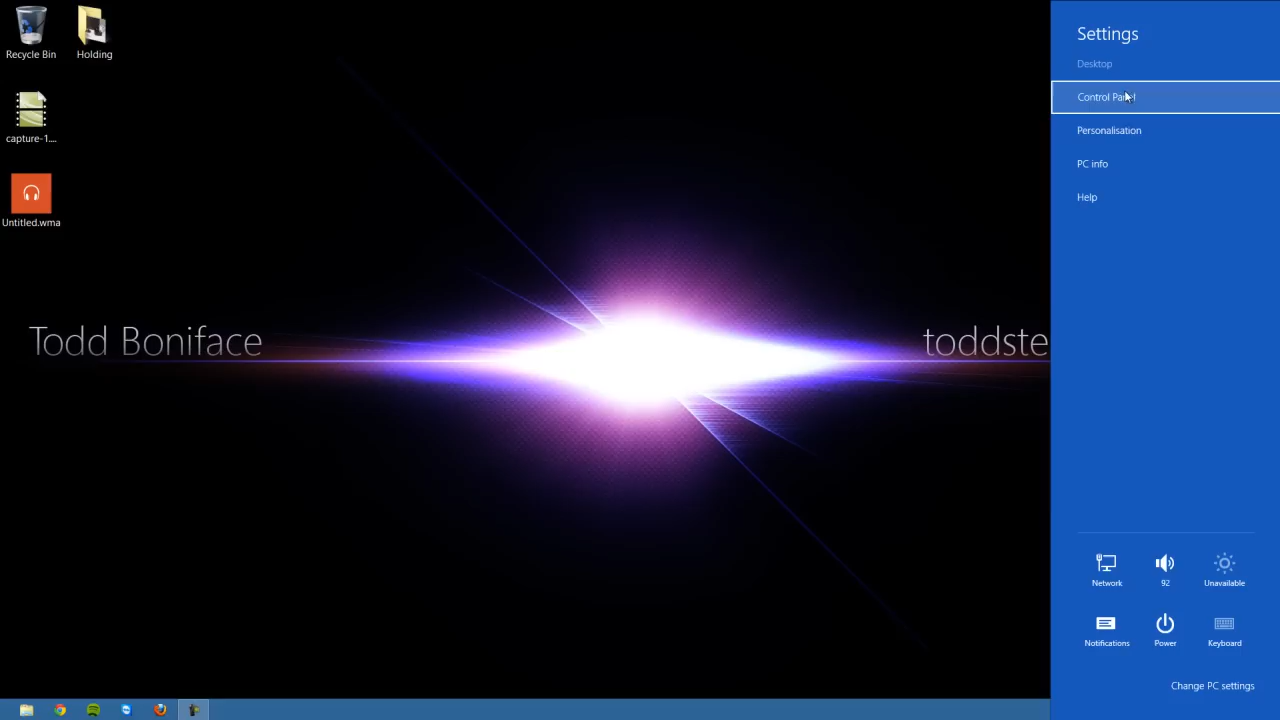 Recycle Bin
Holding
capture-1....
Untitled.wma
Todd Boniface
toddste
Settings
Desktop
Control Panel
Personalisation
PC info
Help
Network
92
Unavailable
Notifications
Power
Keyboard
Change PC settings